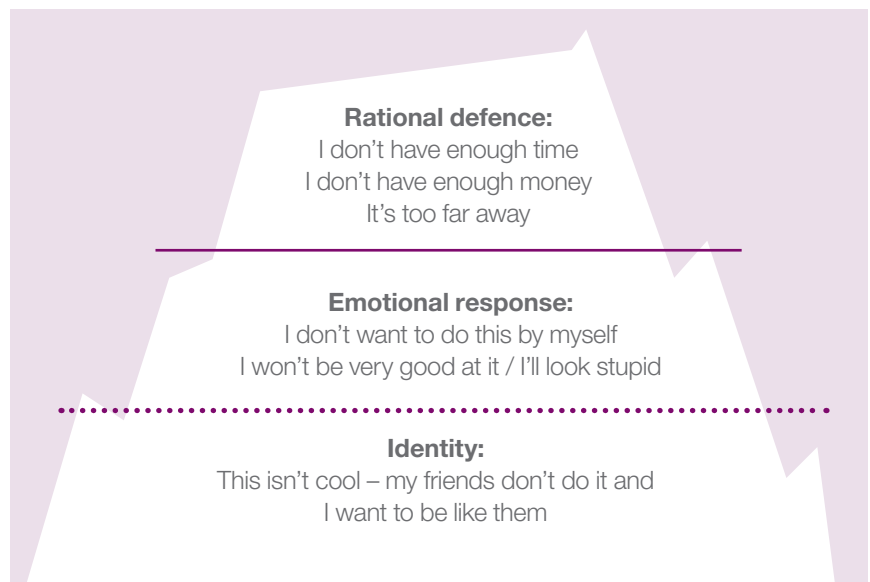 Rational defence:
I don’t have enough time
I don’t have enough money
It’s too far away
Emotional response:
I don’t want to do this by myself
I won’t be very good at it / I’ll look stupid
Identity:
This isn’t cool – my friends don’t do it and
I want to be like them